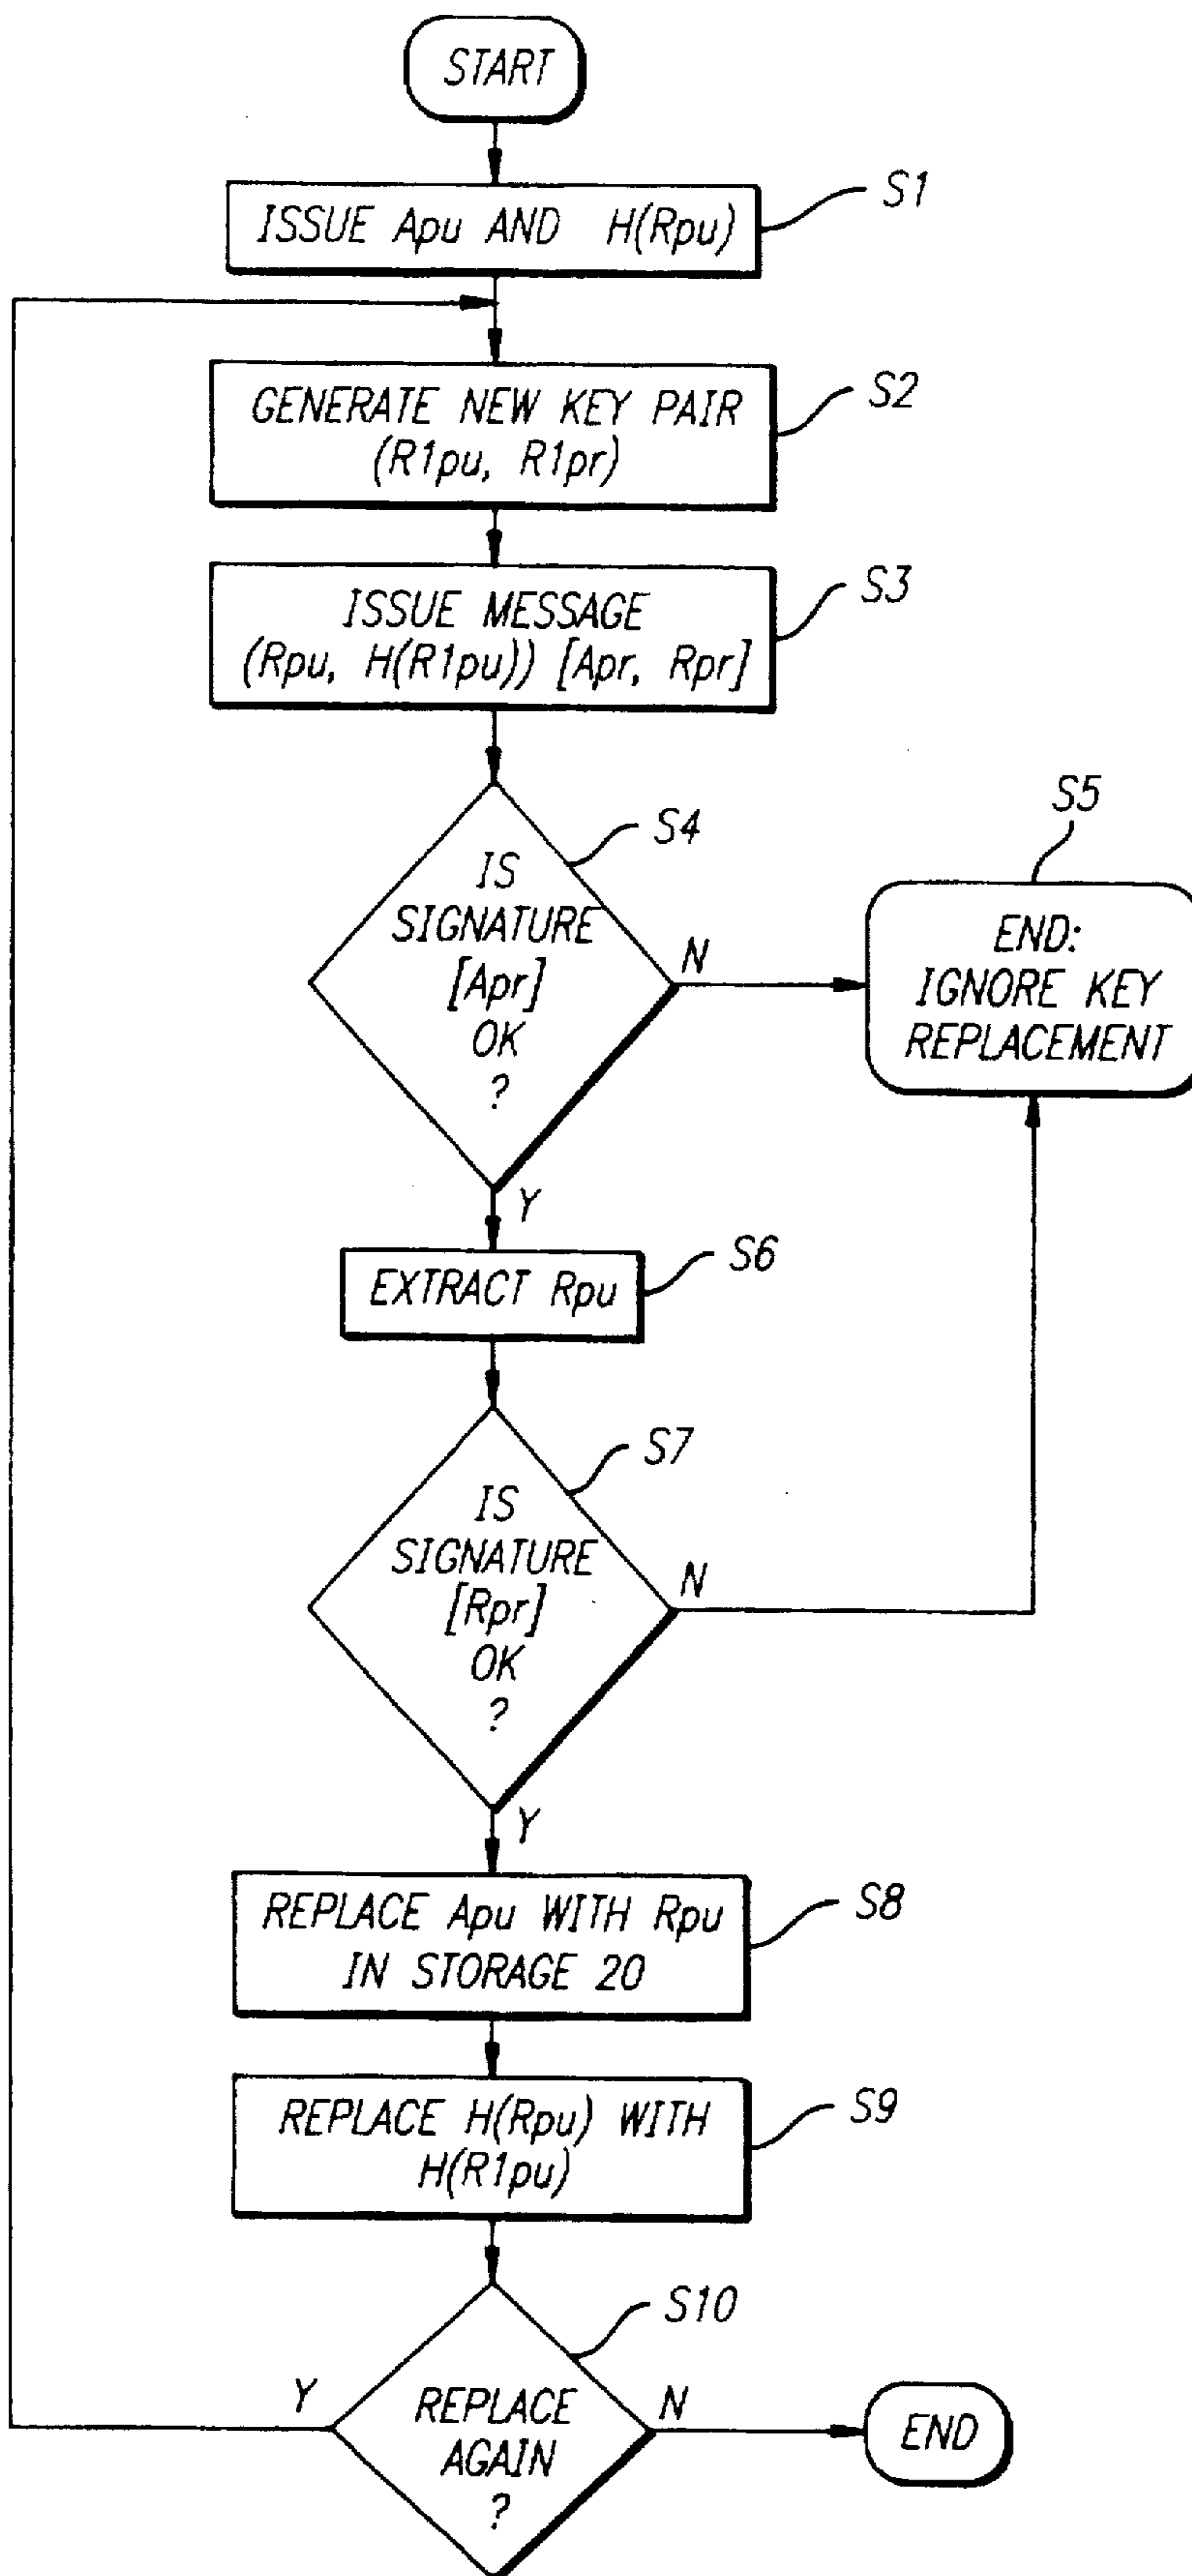 START
S1
ISSUE Apu AND H(Rpu)
S2
GENERATE NEW KEY PAIR
(R1pu, R1pr)
S3
ISSUE MESSAGE
(Rpu, H(R1pu)) [Apr, Rpr]
S4
IS
SIGNATURE
[Apr]
OK
?
N
Y
S5
END:
IGNORE KEY
REPLACEMENT
S6
EXTRACT Rpu
S7
IS
SIGNATURE
[Rpr]
OK
?
N
Y
S8
REPLACE Apu WITH Rpu
IN STORAGE 20
S9
REPLACE H(Rpu) WITH
H(R1pu)
S10
Y
REPLACE
AGAIN
?
N
END